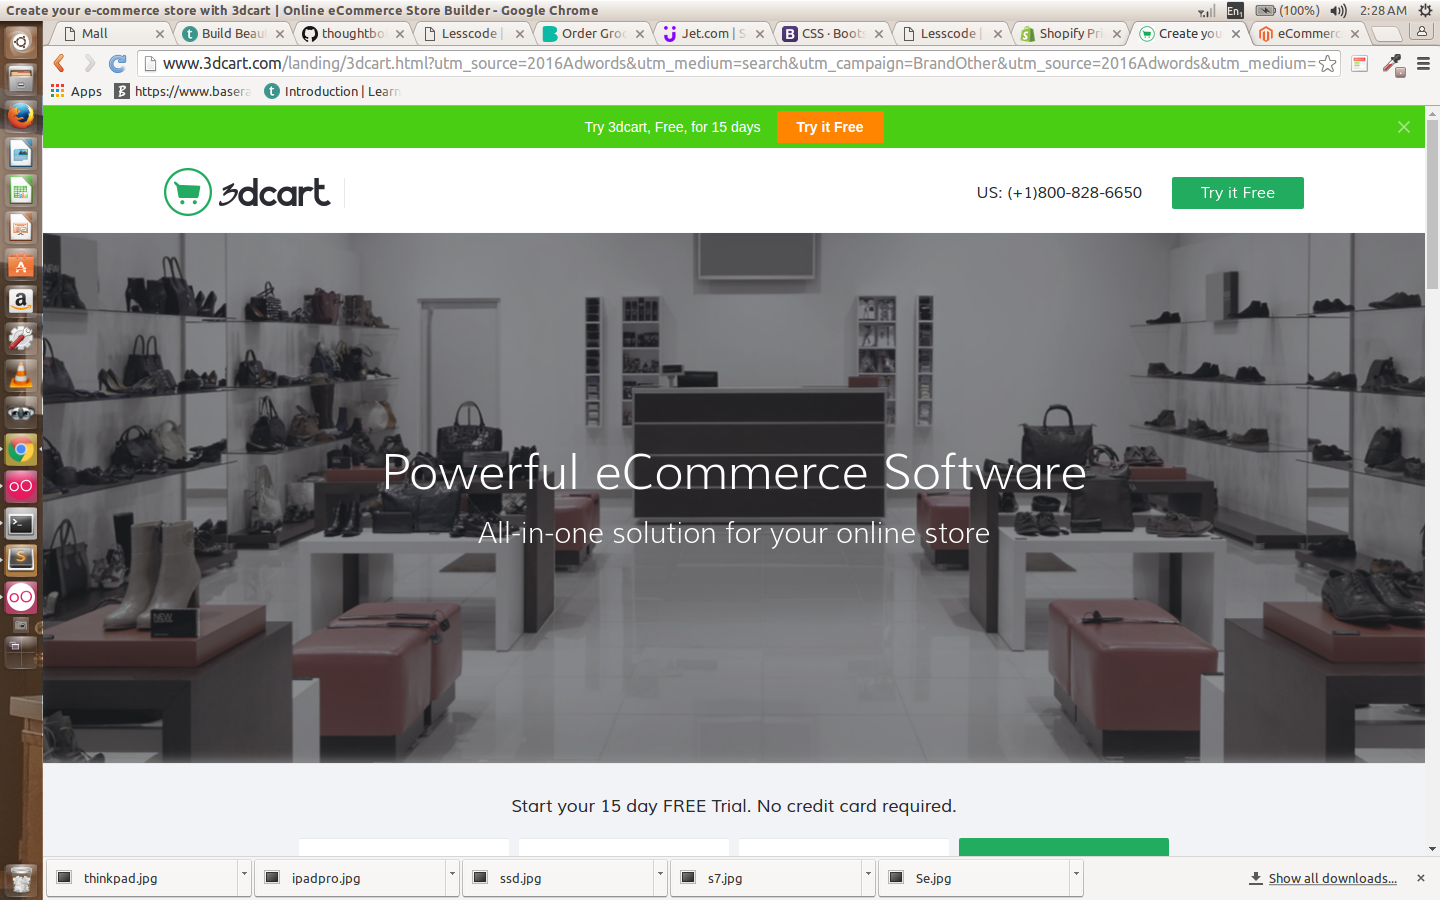 Create your e-commerce store with 3dcart | Online eCommerce Store Builder - Google Chrome
En1
(100%)
2:28 AM
Mall
Build Beau
thoughtbo
Lesscode |
Order Groc
Jet.com | S
CSS · Boots
Lesscode |
Shopify Pri
Create you
eCommerc
www.3dcart.com/landing/3dcart.html?utm_source=2016Adwords&utm_medium=search&utm_campaign=BrandOther&utm_source=2016Adwords&utm_medium=
Apps
https://www.basera
Introduction | Learn
Try 3dcart, Free, for 15 days
Try it Free
3dcart
US: (+1)800-828-6650
Try it Free
Powerful eCommerce Software
All-in-one solution for your online store
NEW
Start your 15 day FREE Trial. No credit card required.
thinkpad.jpg
ipadpro.jpg
ssd.jpg
s7.jpg
Se.jpg
Show all downloads...